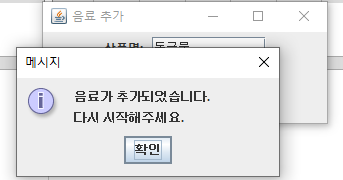 음료 추가
상품명:
메시지
음료가 추가되었습니다.
다시 시작해주세요.
확인